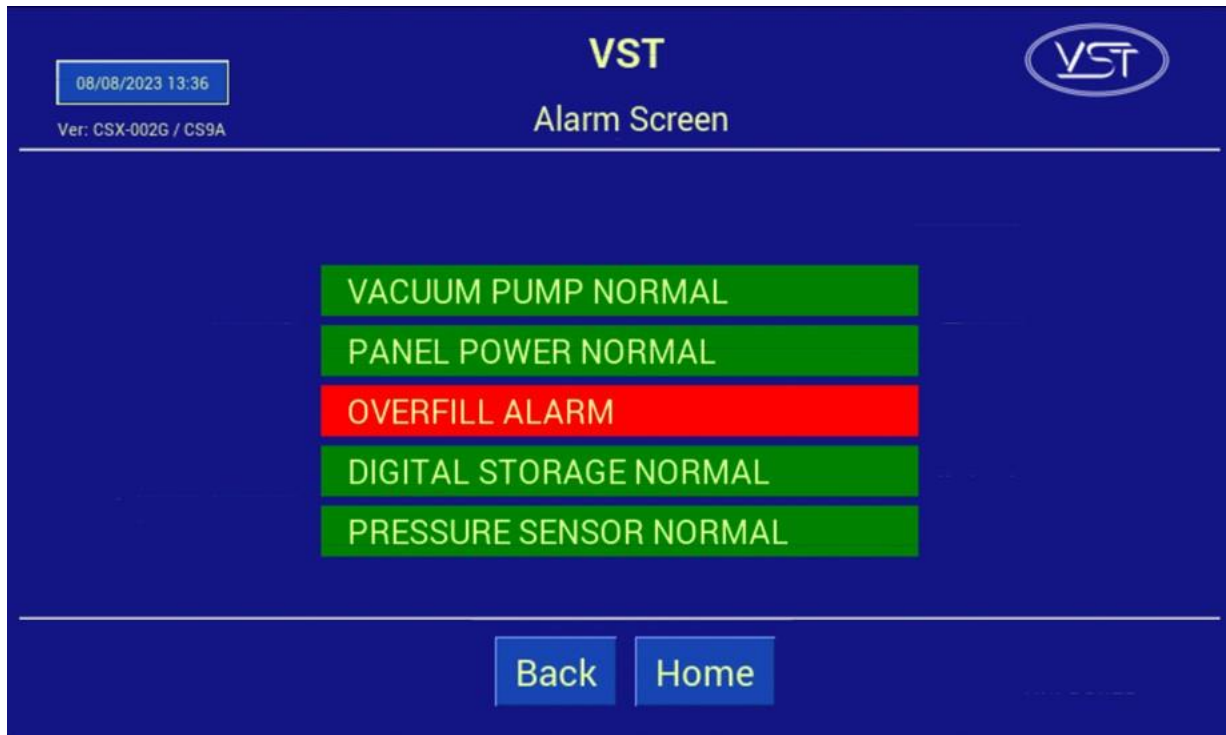 VST
VST
08/08/2023 13:36
Ver: CSX-002G / CS9A
Alarm Screen
VACUUM PUMP NORMAL
PANEL POWER NORMAL
OVERFILL ALARM
DIGITAL STORAGE NORMAL
PRESSURE SENSOR NORMAL
Back
Home